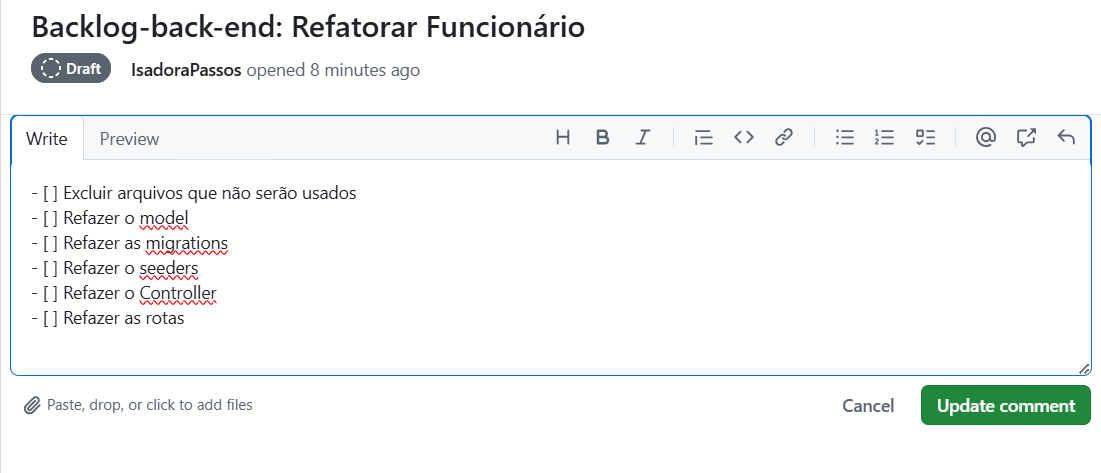 Backlog-back-end: Refatorar Funcionário
Draft IsadoraPassos opened 8 minutes ago
Write Preview
- [ ] Excluir arquivos que não serão usados
- [ ] Refazer o model
- [ ] Refazer as migrations
- [ ] Refazer o seeders
- [ ] Refazer o Controller
- [ ] Refazer as rotas
Paste, drop, or click to add files
Cancel Update comment